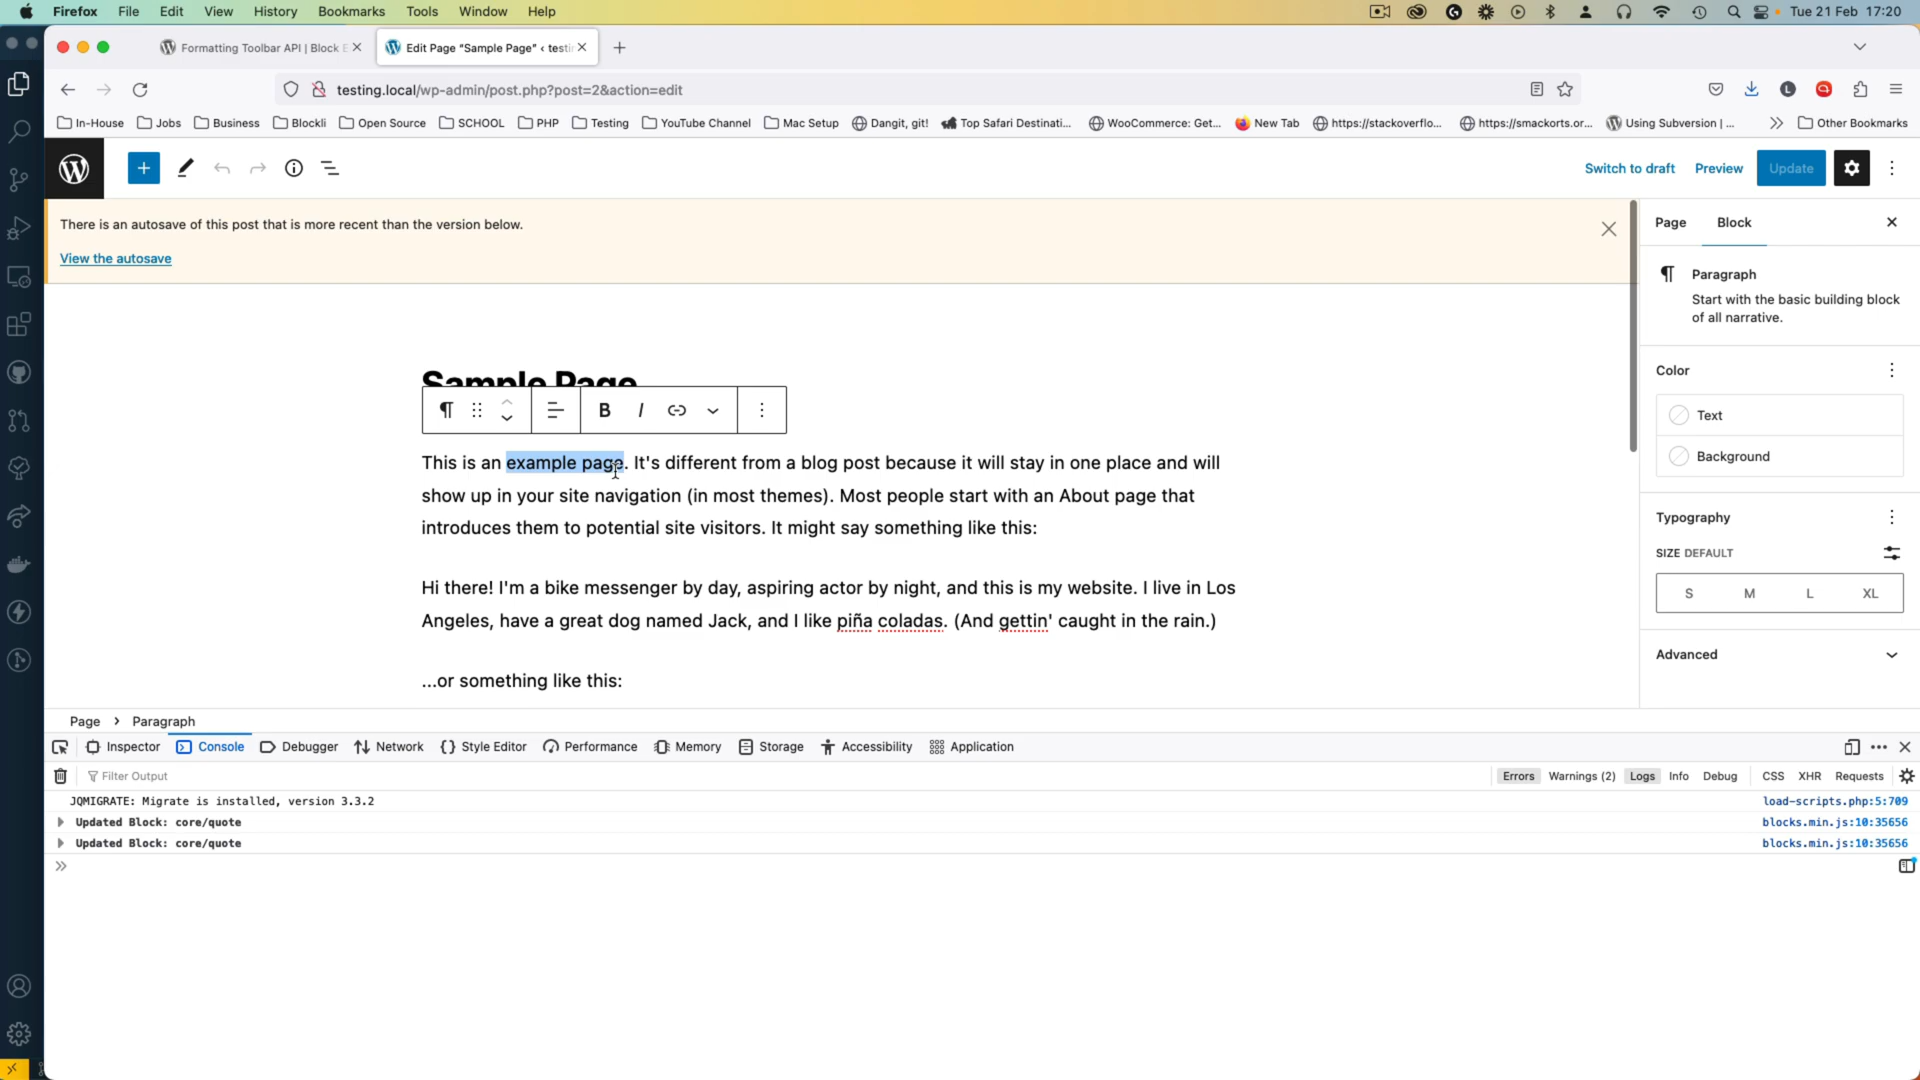 Firefox File Edit View History Bookmarks Tools Window Help Tue 21 Feb 17:20
Formatting Toolbar API | Block E
Edit Page "Sample Page" ‹ testi
testing.local/wp-admin/post.php?post=2&action=edit
In-House Jobs Business Blockli Open Source SCHOOL PHP Testing YouTube Channel Mac Setup Dangit, git! Top Safari Destinati... WooCommerce: Get... New Tab https://stackoverflo... https://smackorts.or... Using Subversion | ... Other Bookmarks
Switch to draft Preview Update
There is an autosave of this post that is more recent than the version below.
View the autosave
Page Block
Paragraph
Start with the basic building block
of all narrative.
Color
Text
Background
Typography
SIZE DEFAULT
S M L XL
Advanced
Sample Page
B I
This is an example page. It's different from a blog post because it will stay in one place and will
show up in your site navigation (in most themes). Most people start with an About page that
introduces them to potential site visitors. It might say something like this:
Hi there! I'm a bike messenger by day, aspiring actor by night, and this is my website. I live in Los
Angeles, have a great dog named Jack, and I like piña coladas. (And gettin' caught in the rain.)
...or something like this:
Page › Paragraph
Inspector Console Debugger Network Style Editor Performance Memory Storage Accessibility Application
Filter Output Errors Warnings (2) Logs Info Debug CSS XHR Requests
JQMIGRATE: Migrate is installed, version 3.3.2 load-scripts.php:5:709
Updated Block: core/quote blocks.min.js:10:35656
Updated Block: core/quote blocks.min.js:10:35656